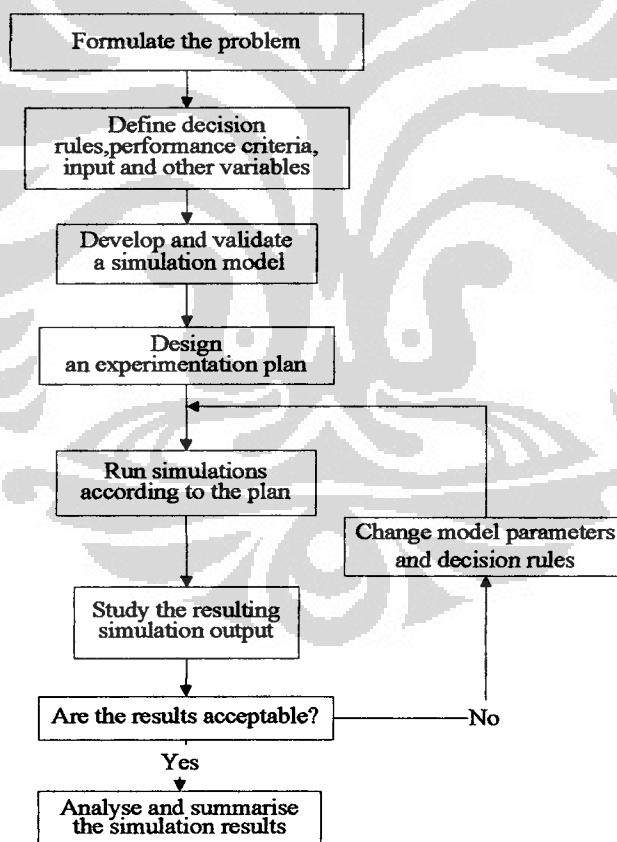 Formulate the problem
Define decision
rules,performance criteria,
input and other variables
Develop and validate
a simulation model
Design
an experimentation plan
Run simulations
according to the plan
Change model parameters
and decision rules
Study the resulting
simulation output
Are the results acceptable?
No
Yes
Analyse and summarise
the simulation results